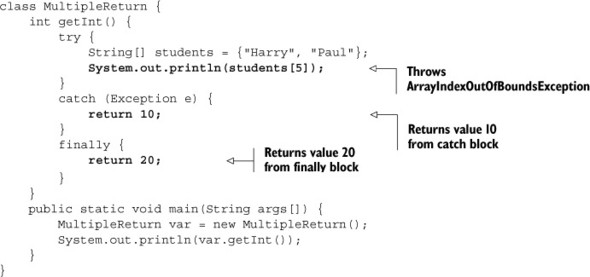 class MultipleReturn {
    int getInt() {
        try {
            String[] students = {"Harry", "Paul"};
            System.out.println(students[5]);
        }
        catch (Exception e) {
            return 10;
        }
        finally {
            return 20;
        }
    }
    public static void main(String args[]) {
        MultipleReturn var = new MultipleReturn();
        System.out.println(var.getInt());
    }
}
Throws
ArrayIndexOutOfBoundsException
Returns value 10
from catch block
Returns value 20
from finally block